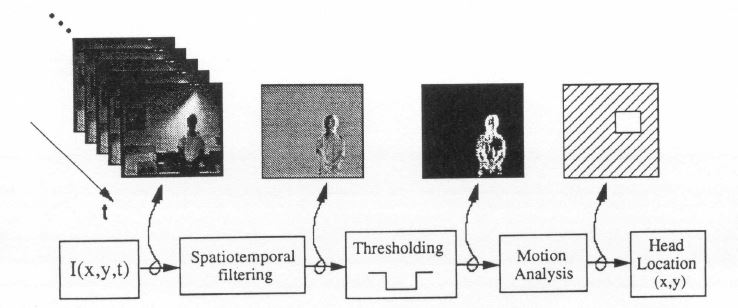 t
I(x,y,t)
Spatiotemporal
filtering
Thresholding
Motion
Analysis
Head
Location
(x,y)